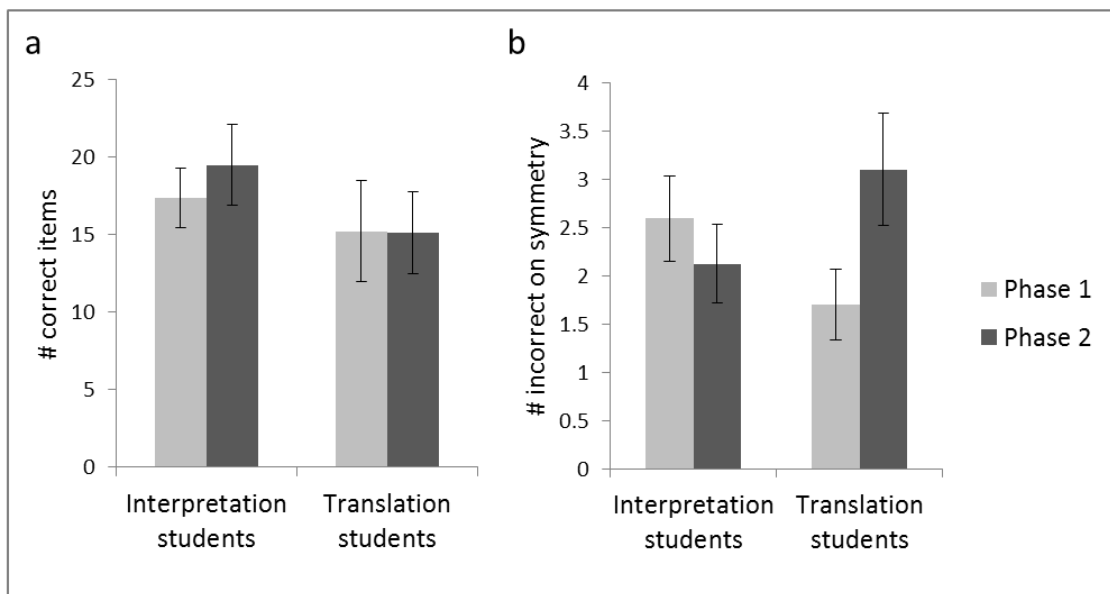 a
# correct items
25
20
15
10
5
0
Interpretation
students
Translation
students
b
# incorrect on symmetry
4
3.5
3
2.5
2
1.5
1
0.5
0
Interpretation
students
Translation
students
Phase 1
Phase 2